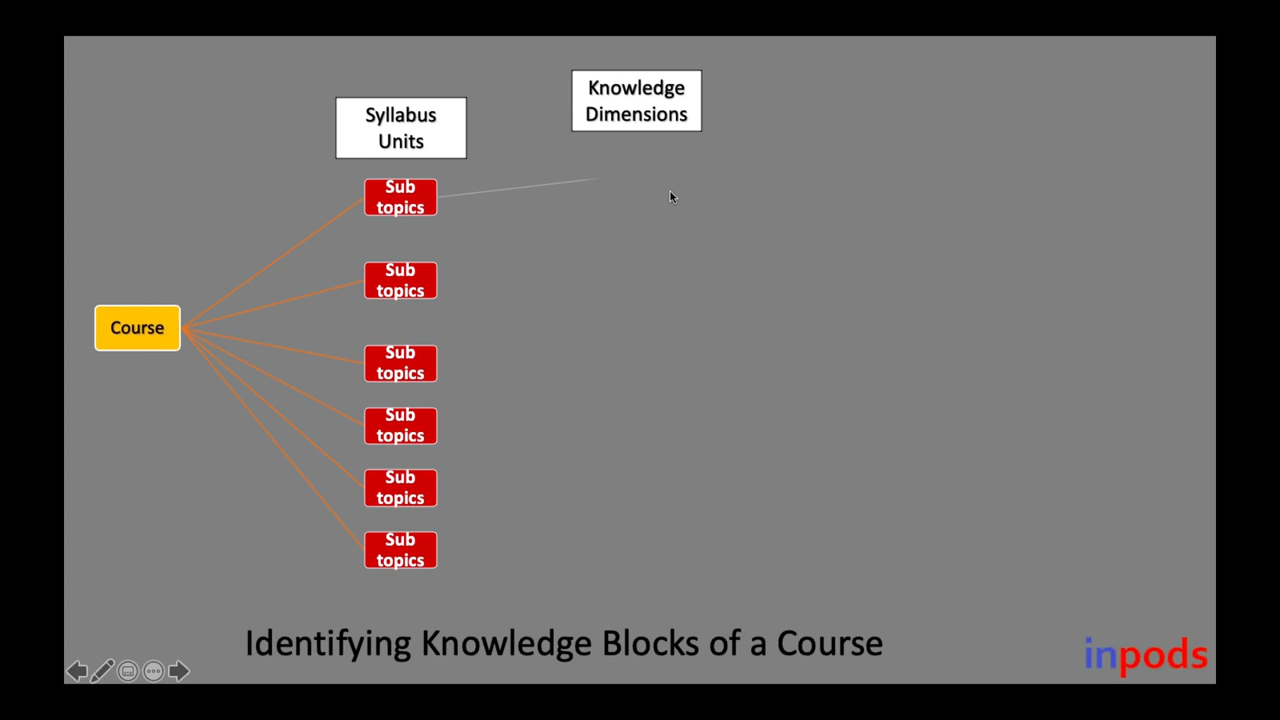 Knowledge
Dimensions
Syllabus
Units
Sub
topics
Sub
topics
Course
Sub
topics
Sub
topics
Sub
topics
Sub
topics
Identifying Knowledge Blocks of a Course
inpods